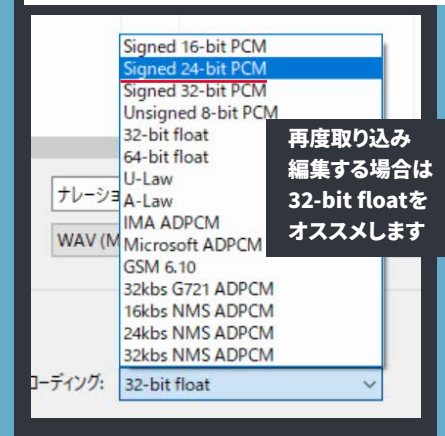 Signed 16-bit PCM
Signed 24-bit PCM
Signed 32-bit PCM
Unsigned 8-bit PCM
32-bit float
64-bit float
U-Law
A-Law
IMA ADPCM
Microsoft ADPCM
GSM 6.10
32kbs G721 ADPCM
16kbs NMS ADPCM
24kbs NMS ADPCM
32kbs NMS ADPCM
再度取り込み
編集する場合は
32-bit floatを
オススメします
ナレーショ
WAV (M
コーディング: 32-bit float